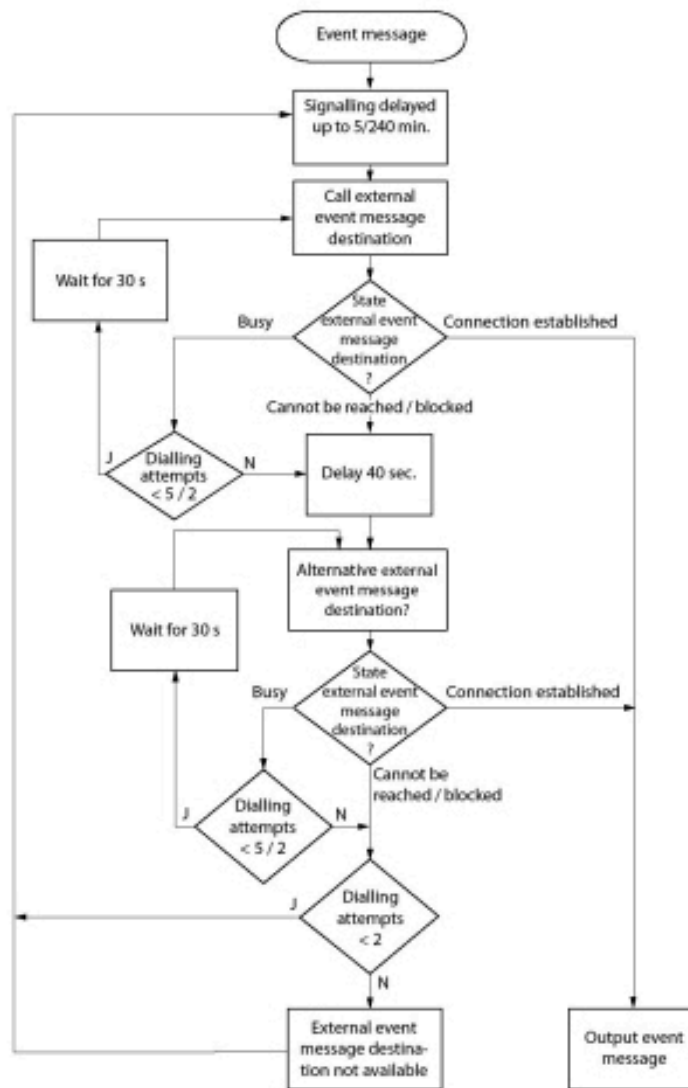 Event message
Signalling delayed
up to 5/240 min.
Call external
event message
destination
Wait for 30 s
State
external event
message
destination
?
Busy
Connection established
Cannot be reached / blocked
J
Dialling
attempts
< 5 / 2
N
Delay 40 sec.
Alternative external
event message
destination?
Wait for 30 s
State
external event
message
destination
?
Busy
Connection established
Cannot be
reached / blocked
J
Dialling
attempts
< 5 / 2
N
J
Dialling
attempts
< 2
N
External event
message destina-
tion not available
Output event
message